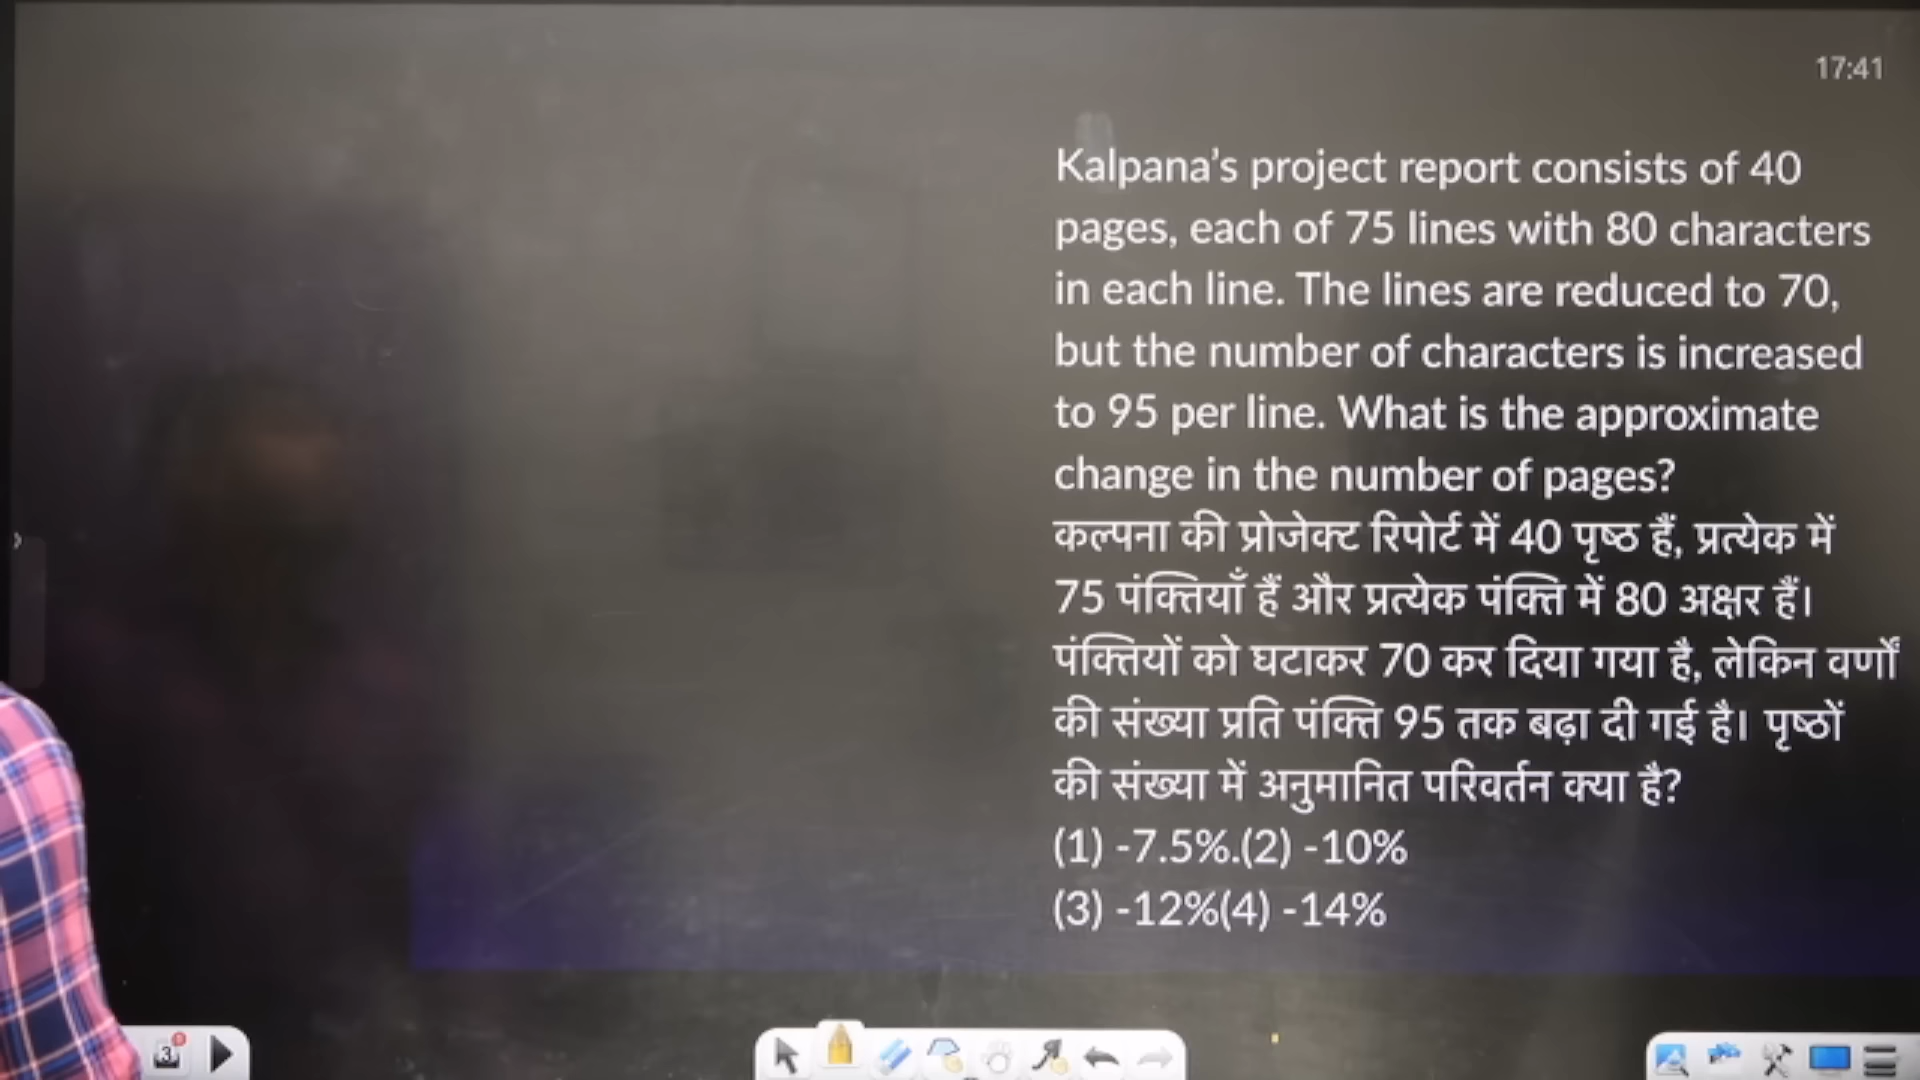 17:41
Kalpana’s project report consists of 40
pages, each of 75 lines with 80 characters
in each line. The lines are reduced to 70,
but the number of characters is increased
to 95 per line. What is the approximate
change in the number of pages?
कल्पना की प्रोजेक्ट रिपोर्ट में 40 पृष्ठ हैं, प्रत्येक में
75 पंक्तियाँ हैं और प्रत्येक पंक्ति में 80 अक्षर हैं।
पंक्तियों को घटाकर 70 कर दिया गया है, लेकिन वर्णों
की संख्या प्रति पंक्ति 95 तक बढ़ा दी गई है। पृष्ठों
की संख्या में अनुमानित परिवर्तन क्या है?
(1) -7.5%.(2) -10%
(3) -12%(4) -14%
3